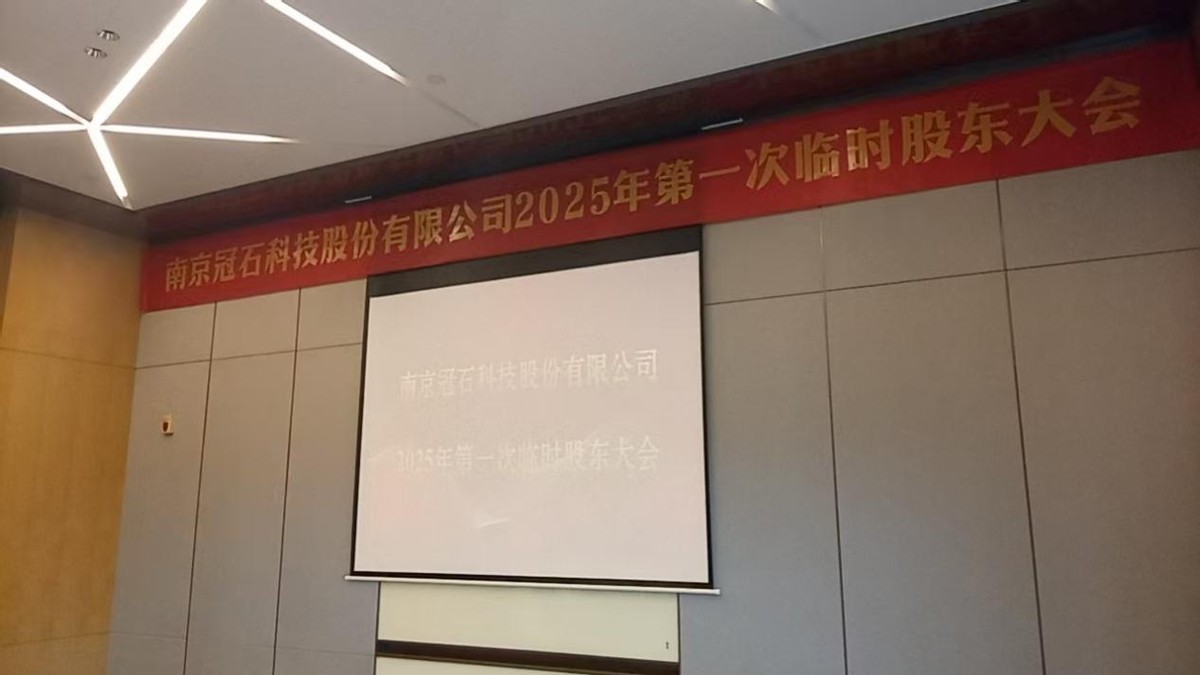 南京冠石科技股份有限公司2025年第一次临时股东大会
南京冠石科技股份有限公司
2025年第一次临时股东大会